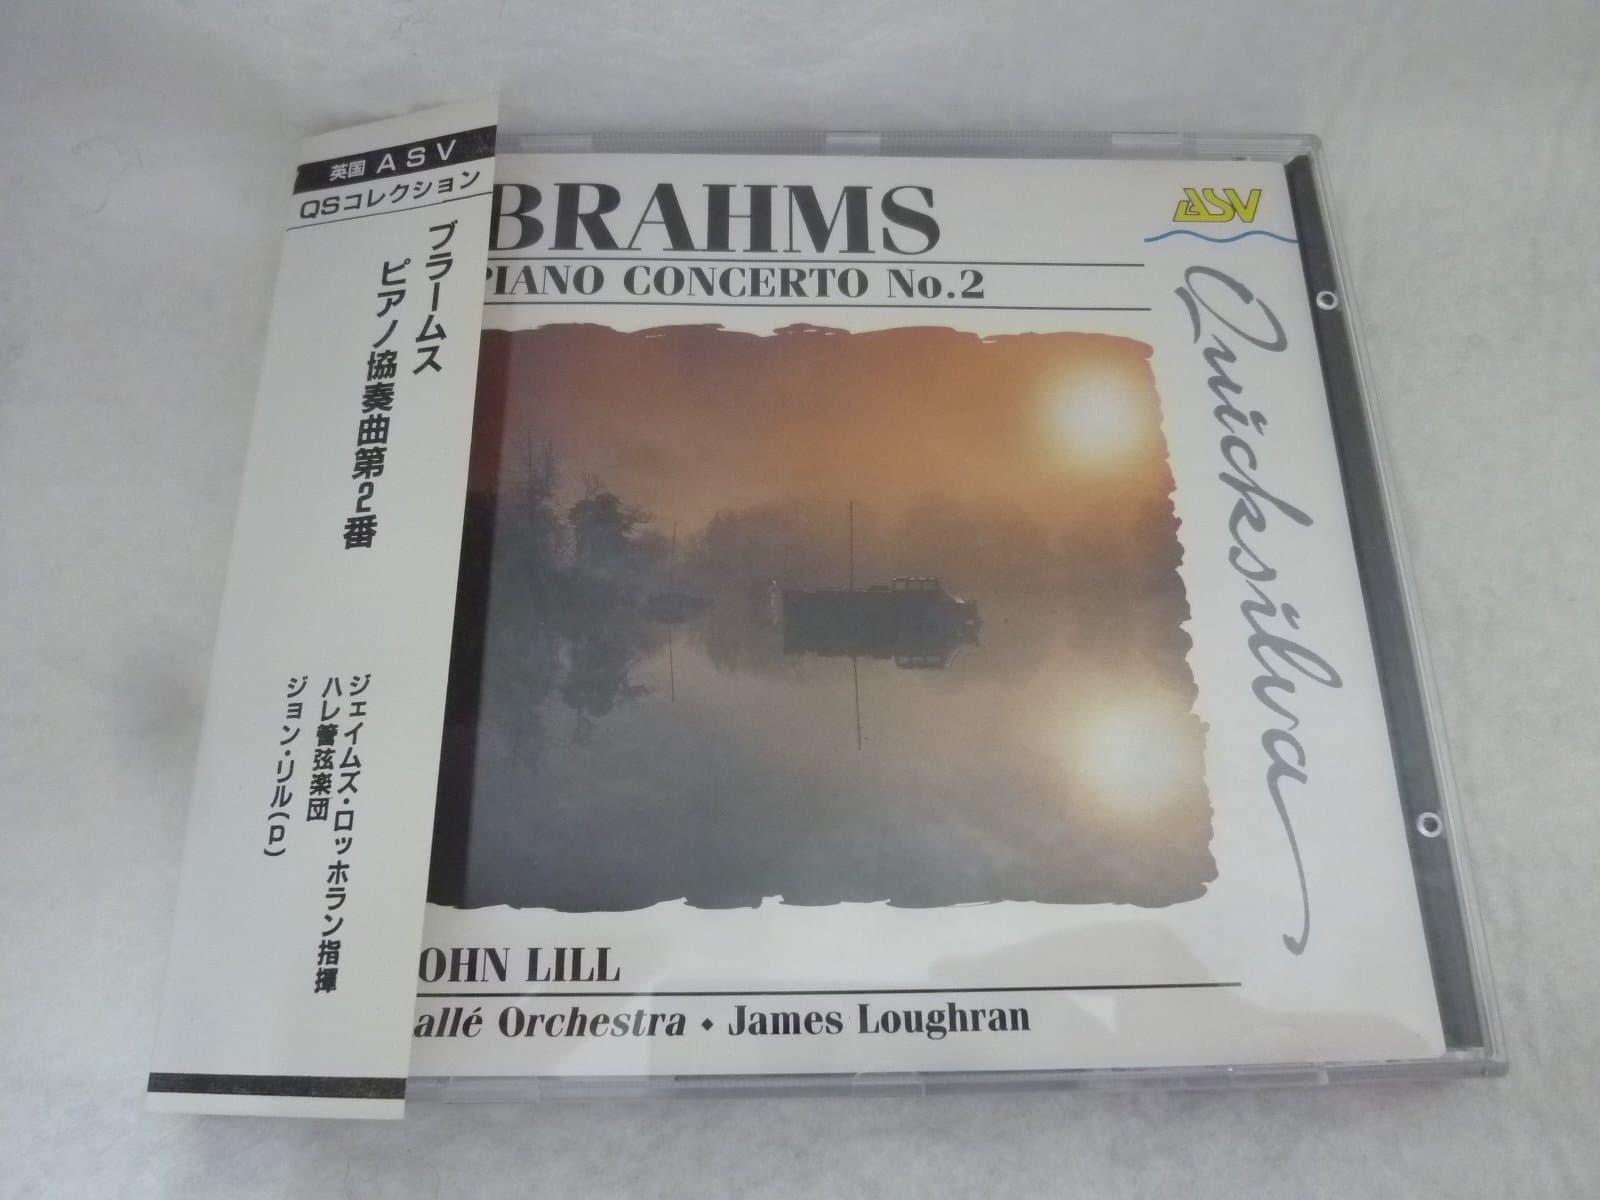 英国 ASV
QSコレクション
ブラームス
ピアノ協奏曲第2番
ジェイムズ・ロッホラン指揮
ハレ管弦楽団
ジョン・リル(p)
BRAHMS
PIANO CONCERTO No.2
ASV
Quicksilva
OHN LILL
allé Orchestra ◆ James Loughran